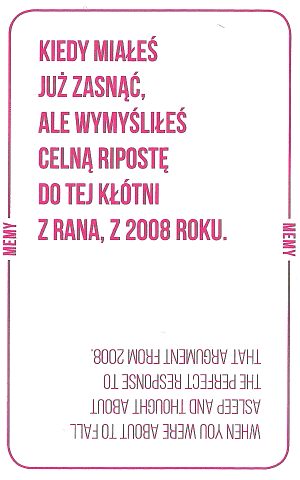 KIEDY MIAŁEŚ
JUŻ ZASNĄĆ,
ALE WYMYŚLIŁEŚ
CELNĄ RIPOSTĘ
DO TEJ KŁÓTNI
Z RANA, Z 2008 ROKU.
MEMY
MEMY
WHEN YOU WERE ABOUT TO FALL
ASLEEP AND THOUGHT ABOUT
THE PERFECT RESPONSE TO
THAT ARGUMENT FROM 2008.